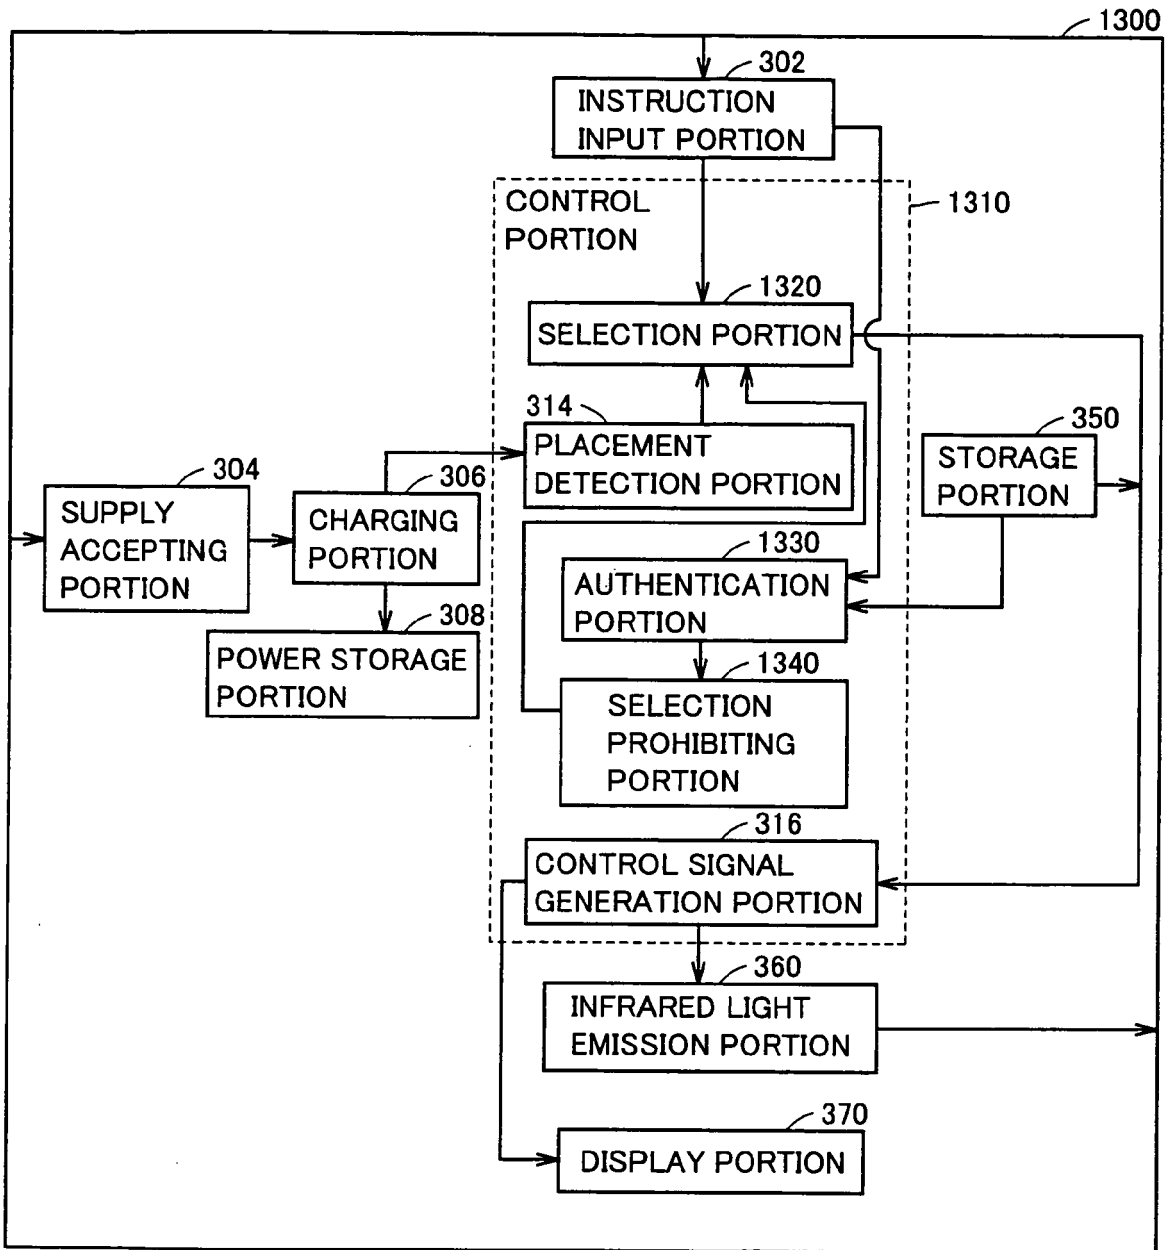 1300
302
INSTRUCTION
INPUT PORTION
CONTROL
PORTION
1310
1320
SELECTION PORTION
314
PLACEMENT
DETECTION PORTION
350
STORAGE
PORTION
304
SUPPLY
ACCEPTING
PORTION
306
CHARGING
PORTION
308
POWER STORAGE
PORTION
1330
AUTHENTICATION
PORTION
1340
SELECTION
PROHIBITING
PORTION
316
CONTROL SIGNAL
GENERATION PORTION
360
INFRARED LIGHT
EMISSION PORTION
370
DISPLAY PORTION